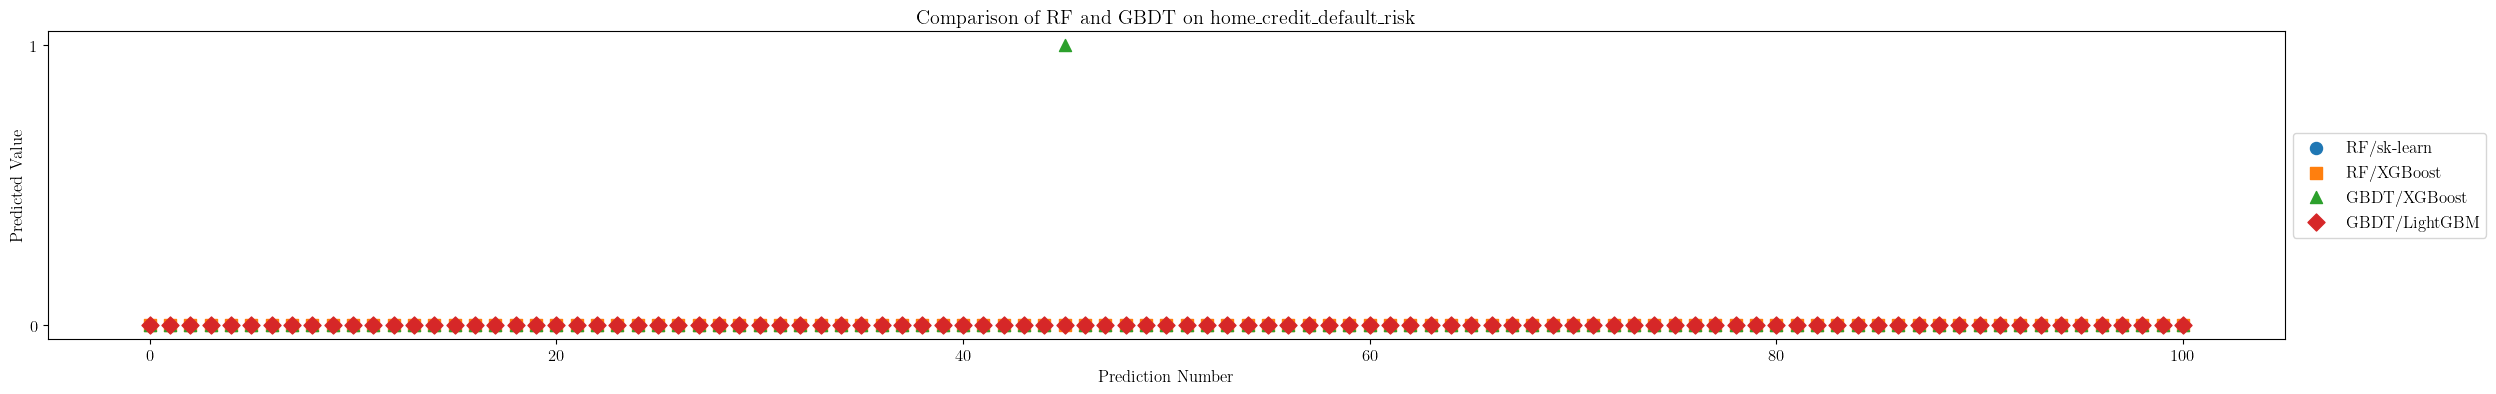 Comparison of RF and GBDT on home_credit_default_risk
1
Predicted Value
0
0 20 40 60 80 100
Prediction Number
RF/sk-learn
RF/XGBoost
GBDT/XGBoost
GBDT/LightGBM